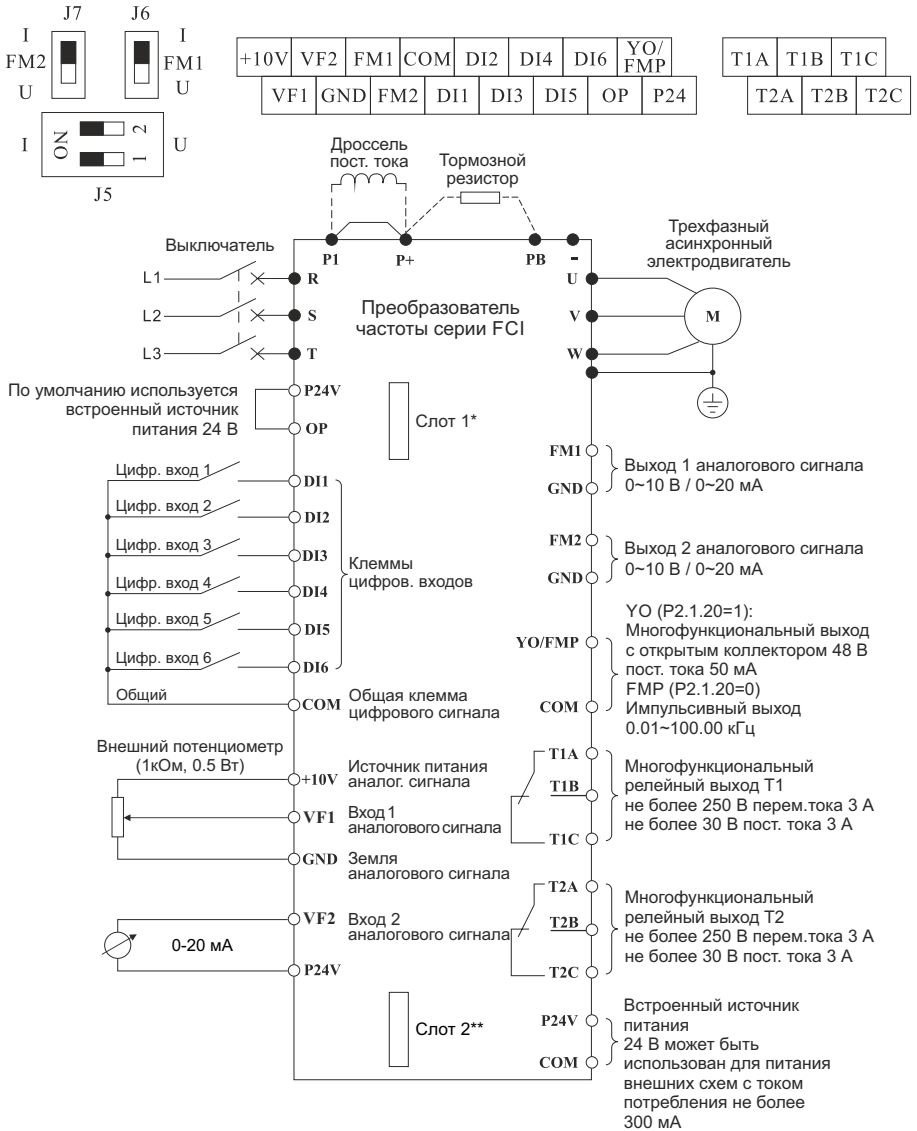 J7
J6
I
FM2
U
I
FM1
U
I
ON
2
1
U
J5
+10V VF2 FM1 COM DI2 DI4 DI6 YO/FMP
VF1 GND FM2 DI1 DI3 DI5 OP P24
T1A T1B T1C
T2A T2B T2C
Дроссель
пост. тока
Тормозной
резистор
P1
P+
PB
-
Выключатель
L1
L2
L3
R
S
T
Преобразователь
частоты серии FCI
U
V
W
Трехфазный
асинхронный
электродвигатель
M
По умолчанию используется
встроенный источник
питания 24 В
P24V
OP
Слот 1*
Цифр. вход 1
Цифр. вход 2
Цифр. вход 3
Цифр. вход 4
Цифр. вход 5
Цифр. вход 6
Общий
DI1
DI2
DI3
DI4
DI5
DI6
COM
Клеммы
цифров. входов
Общая клемма
цифрового сигнала
Внешний потенциометр
(1кОм, 0.5 Вт)
+10V
Источник питания
аналог. сигнала
VF1
Вход 1
аналогового сигнала
GND
Земля
аналогового сигнала
VF2
Вход 2
аналогового сигнала
0-20 мА
P24V
Слот 2**
FM1
GND
Выход 1 аналогового сигнала
0~10 В / 0~20 мА
FM2
GND
Выход 2 аналогового сигнала
0~10 В / 0~20 мА
YO/FMP
COM
YO (P2.1.20=1):
Многофункциональный выход
с открытым коллектором 48 В
пост. тока 50 мА
FMP (P2.1.20=0)
Импульсивный выход
0.01~100.00 кГц
T1A
T1B
T1C
Многофункциональный
релейный выход Т1
не более 250 В перем.тока 3 А
не более 30 В пост. тока 3 А
T2A
T2B
T2C
Многофункциональный
релейный выход Т2
не более 250 В перем.тока 3 А
не более 30 В пост. тока 3 А
P24V
COM
Встроенный источник
питания
24 В может быть
использован для питания
внешних схем с током
потребления не более
300 мА